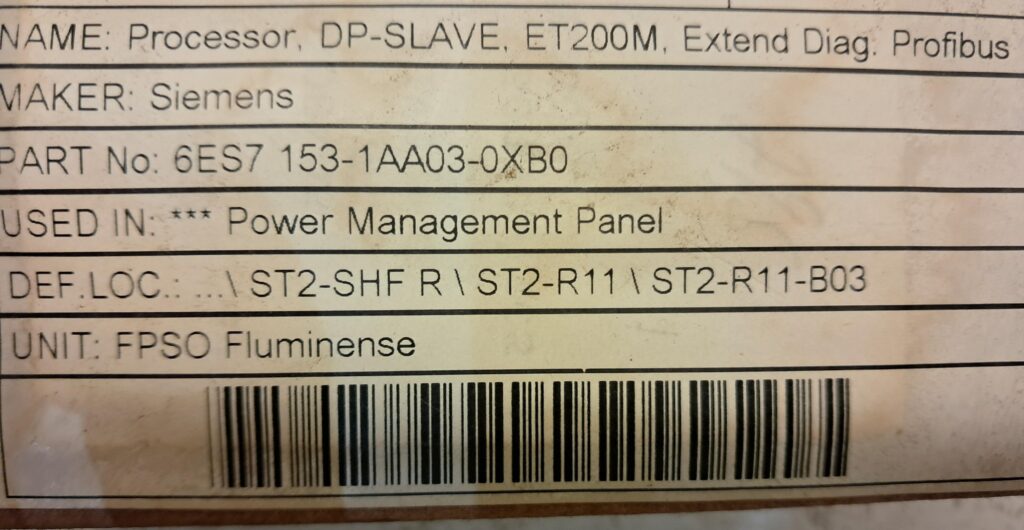 NAME: Processor, DP-SLAVE, ET200M, Extend Diag. Profibus
MAKER: Siemens
PART No: 6ES7 153-1AA03-0XB0
USED IN: *** Power Management Panel
DEF.LOC.: ...\ ST2-SHF R \ ST2-R11 \ ST2-R11-B03
UNIT: FPSO Fluminense